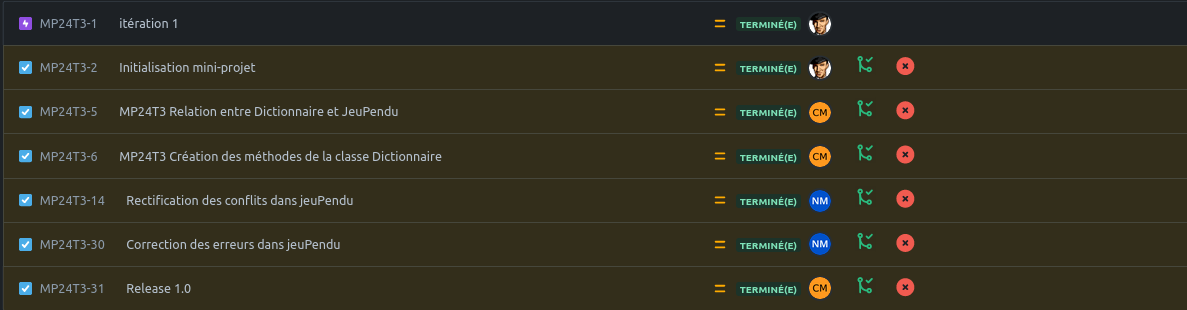 MP24T3-1 itération 1 TERMINÉ(E)
MP24T3-2 Initialisation mini-projet TERMINÉ(E)
MP24T3-5 MP24T3 Relation entre Dictionnaire et JeuPendu TERMINÉ(E) CM
MP24T3-6 MP24T3 Création des méthodes de la classe Dictionnaire TERMINÉ(E) CM
MP24T3-14 Rectification des conflits dans jeuPendu TERMINÉ(E) NM
MP24T3-30 Correction des erreurs dans jeuPendu TERMINÉ(E) NM
MP24T3-31 Release 1.0 TERMINÉ(E) CM